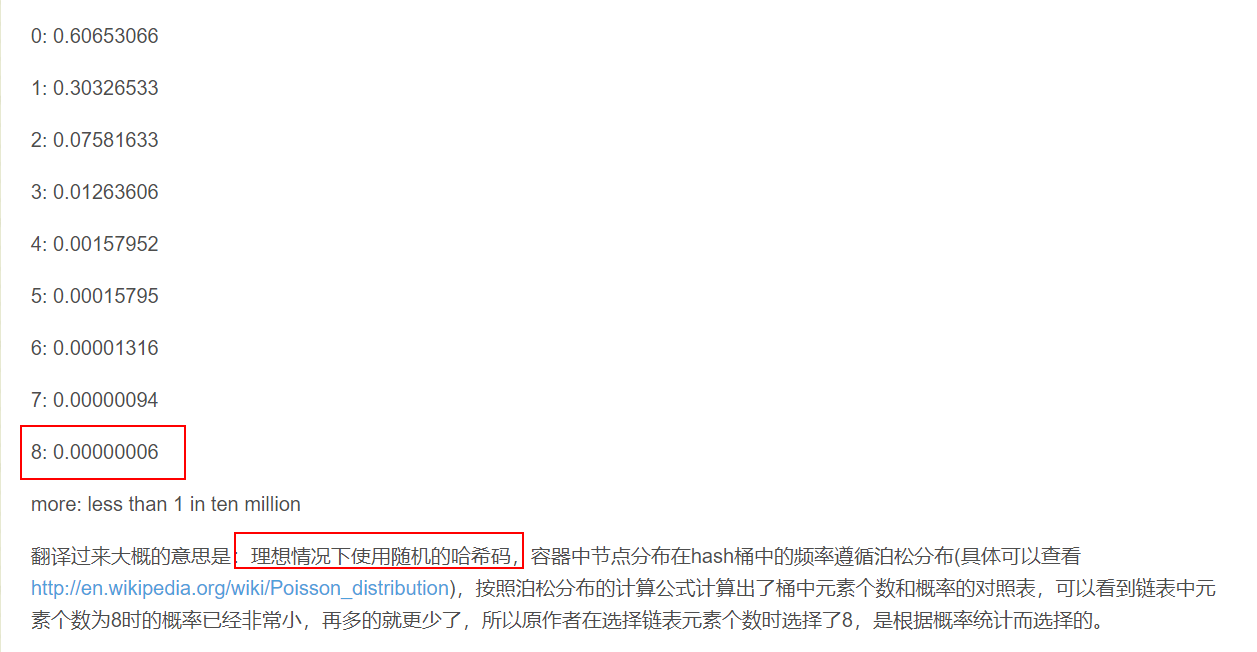 0: 0.60653066
1: 0.30326533
2: 0.07581633
3: 0.01263606
4: 0.00157952
5: 0.00015795
6: 0.00001316
7: 0.00000094
8: 0.00000006
more: less than 1 in ten million
翻译过来大概的意思是：理想情况下使用随机的哈希码，容器中节点分布在hash桶中的频率遵循泊松分布(具体可以查看
http://en.wikipedia.org/wiki/Poisson_distribution)，按照泊松分布的计算公式计算出了桶中元素个数和概率的对照表，可以看到链表中元
素个数为8时的概率已经非常小，再多的就更少了，所以原作者在选择链表元素个数时选择了8，是根据概率统计而选择的。